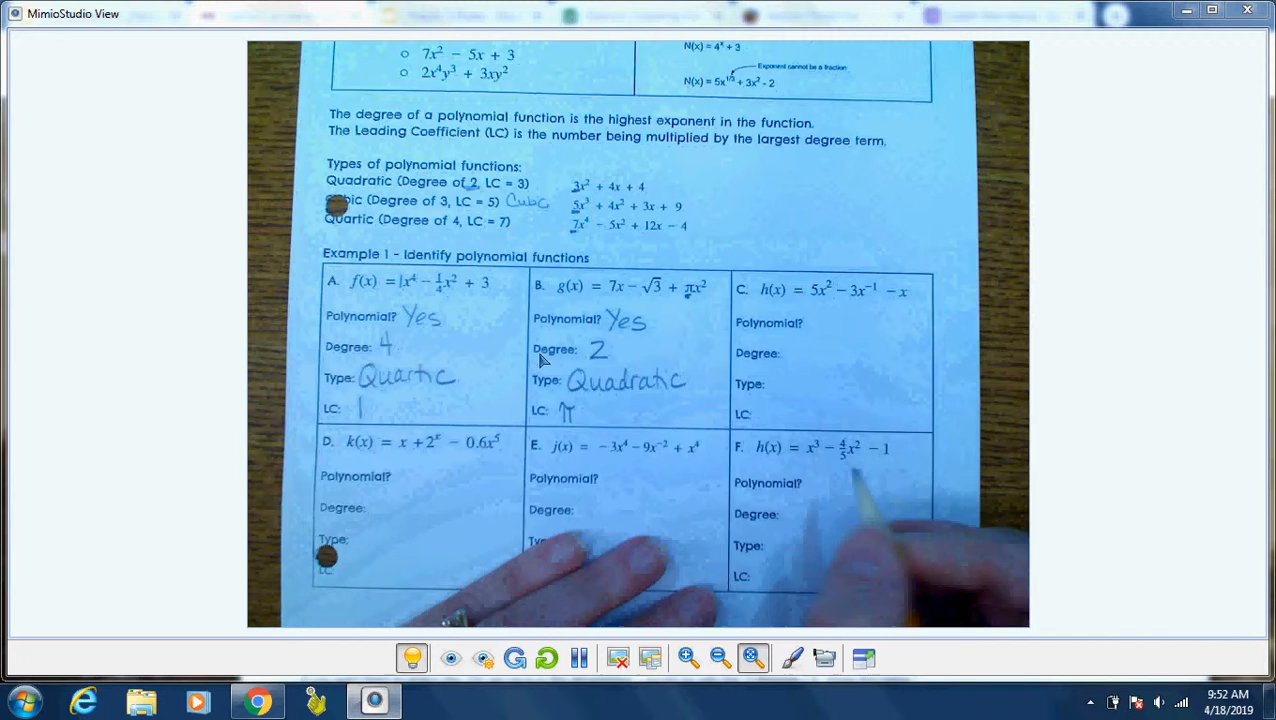 MimioStudio View
○ 7x² − 5x + 3
○ 2x⁴y³ + 3xy²
N(x) = 4ˣ + 3
Exponent cannot be a fraction
N(x) = 5x^1/3 + 3x² - 2
The degree of a polynomial function is the highest exponent in the function.
The Leading Coefficient (LC) is the number being multiplied by the largest degree term.
Types of polynomial functions:
Quadratic (Degree of 2, LC = 3) 3x² + 4x + 4
Cubic (Degree of 3, LC = 5) Cubc 5x³ + 4x² + 3x + 9
Quartic (Degree of 4, LC = 7) 7x⁴ − 5x² + 12x − 4
Example 1 - Identify polynomial functions
A. f(x) = 1x⁴ − 1/4x² + 3
Polynomial? Yes
Degree: 4
Type: Quartic
LC: 1
B. g(x) = 7x − √3 + πx²
Polynomial? Yes
Degree: 2
Type: Quadratic
LC: π
C. h(x) = 5x² − 3x⁻¹ − x
Polynomial?
Degree:
Type:
LC:
D. k(x) = x + 2ˣ − 0.6x⁵
Polynomial?
Degree:
Type:
E. j(x) = − 3x⁴ − 9x⁻² + x⁴
Polynomial?
Degree:
F. h(x) = x³ − 4/5x² − 1
Polynomial?
Degree:
Type:
LC:
9:52 AM
4/18/2019